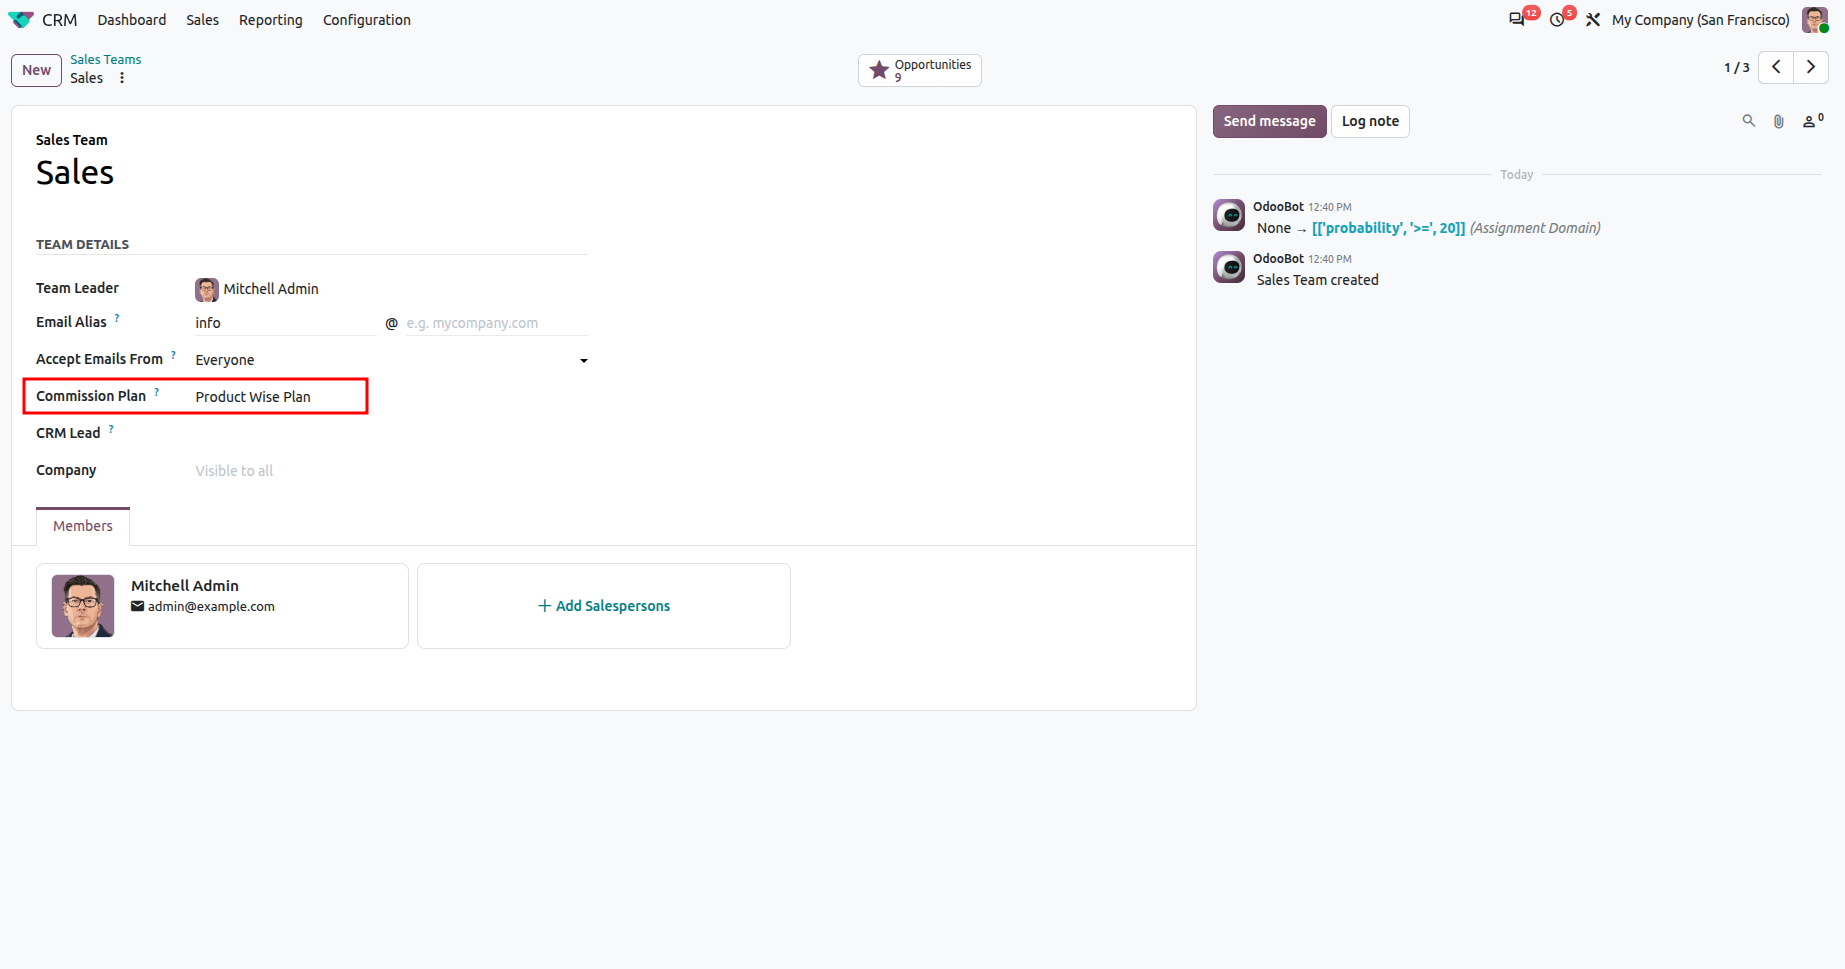 CRM Dashboard Sales Reporting Configuration 12 5 My Company (San Francisco)
New Sales Teams
Sales
Opportunities
9
1 / 3
Send message Log note 0
Sales Team
Sales
Today
OdooBot 12:40 PM
None → [['probability', '>=', 20]] (Assignment Domain)
OdooBot 12:40 PM
Sales Team created
TEAM DETAILS
Team Leader Mitchell Admin
Email Alias ? info @ e.g. mycompany.com
Accept Emails From ? Everyone
Commission Plan ? Product Wise Plan
CRM Lead ?
Company Visible to all
Members
Mitchell Admin
admin@example.com
+ Add Salespersons